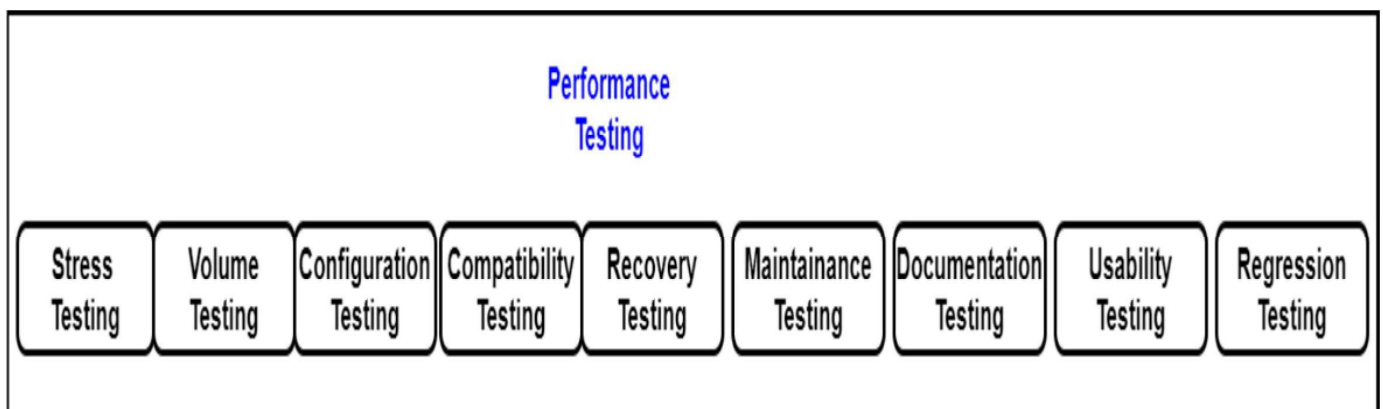 Performance
Testing
Stress
Testing
Volume
Testing
Configuration
Testing
Compatibility
Testing
Recovery
Testing
Maintainance
Testing
Documentation
Testing
Usability
Testing
Regression
Testing